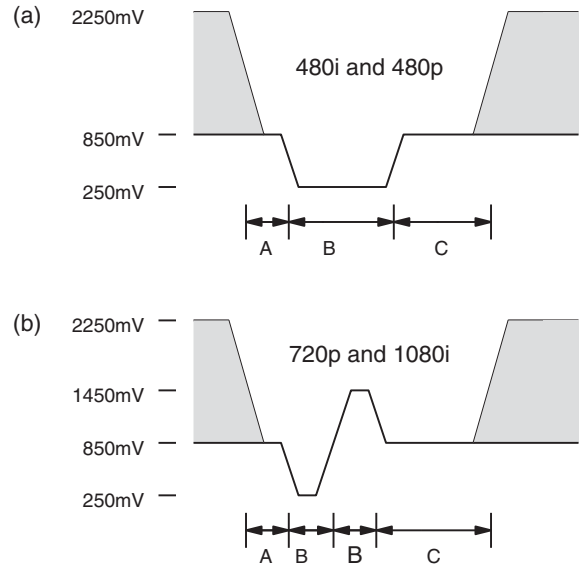 (a)
2250mV
480i and 480p
850mV
250mV
A B C
(b)
2250mV
720p and 1080i
1450mV
850mV
250mV
A B B C